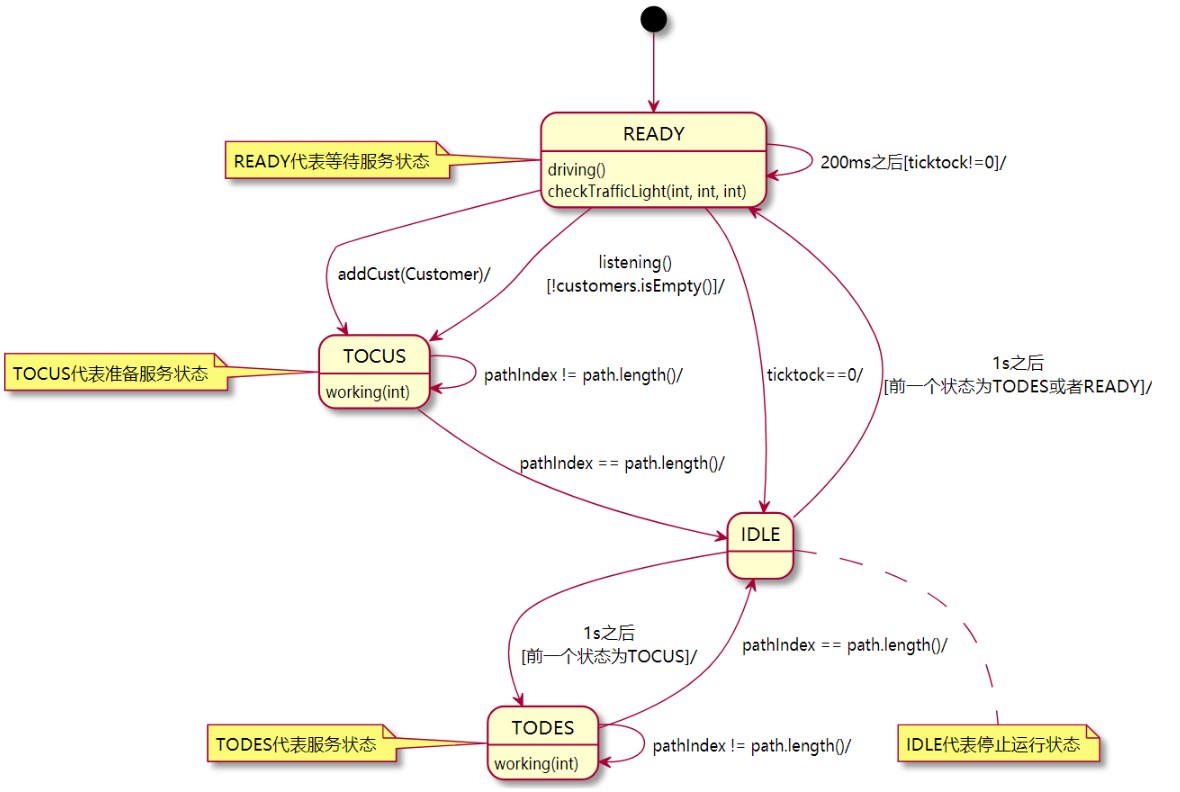 READY
READY代表等待服务状态
driving()
checkTrafficLight(int, int, int)
200ms之后[ticktock!=0]/
addCust(Customer)/
listening()
[!customers.isEmpty()]/
TOCUS
TOCUS代表准备服务状态
working(int)
pathIndex != path.length()/
ticktock==0/
1s之后
[前一个状态为TODES或者READY]/
pathIndex == path.length()/
IDLE
1s之后
[前一个状态为TOCUS]/
pathIndex == path.length()/
TODES
TODES代表服务状态
working(int)
pathIndex != path.length()/
IDLE代表停止运行状态